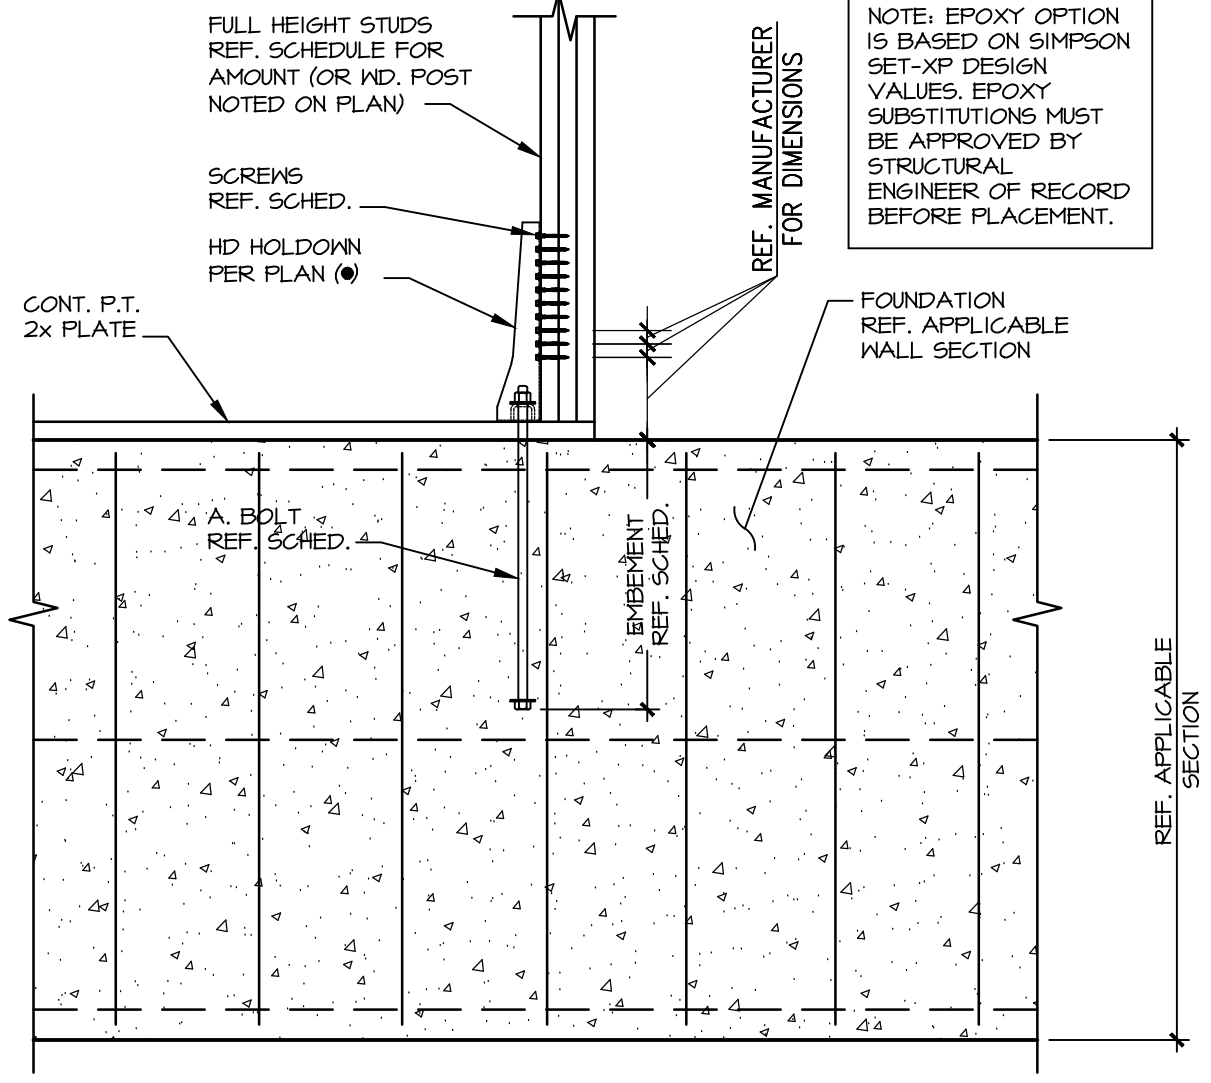 FULL HEIGHT STUDS
REF. SCHEDULE FOR
AMOUNT (OR WD. POST
NOTED ON PLAN)
SCREWS
REF. SCHED.
HD HOLDOWN
PER PLAN (●)
CONT. P.T.
2x PLATE
A. BOLT
REF. SCHED.
EMBEMENT
REF. SCHED.
REF. MANUFACTURER
FOR DIMENSIONS
NOTE: EPOXY OPTION
IS BASED ON SIMPSON
SET-XP DESIGN
VALUES. EPOXY
SUBSTITUTIONS MUST
BE APPROVED BY
STRUCTURAL
ENGINEER OF RECORD
BEFORE PLACEMENT.
FOUNDATION
REF. APPLICABLE
WALL SECTION
REF. APPLICABLE
SECTION